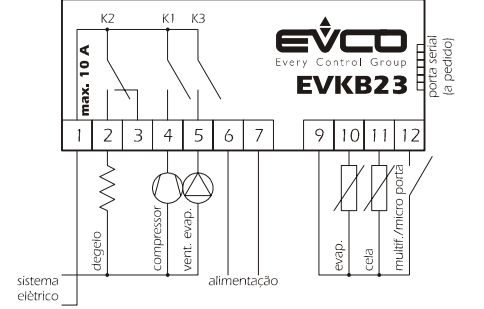 K2 K1 K3
max. 10 A
EVCO
Every Control Group
EVKB23
porta serial
(a pedido)
1 2 3 4 5 6 7 9 10 11 12
degelo
compressor
vent. evap.
evap.
cela
multif./micro porta
sistema
elètrico
alimentação